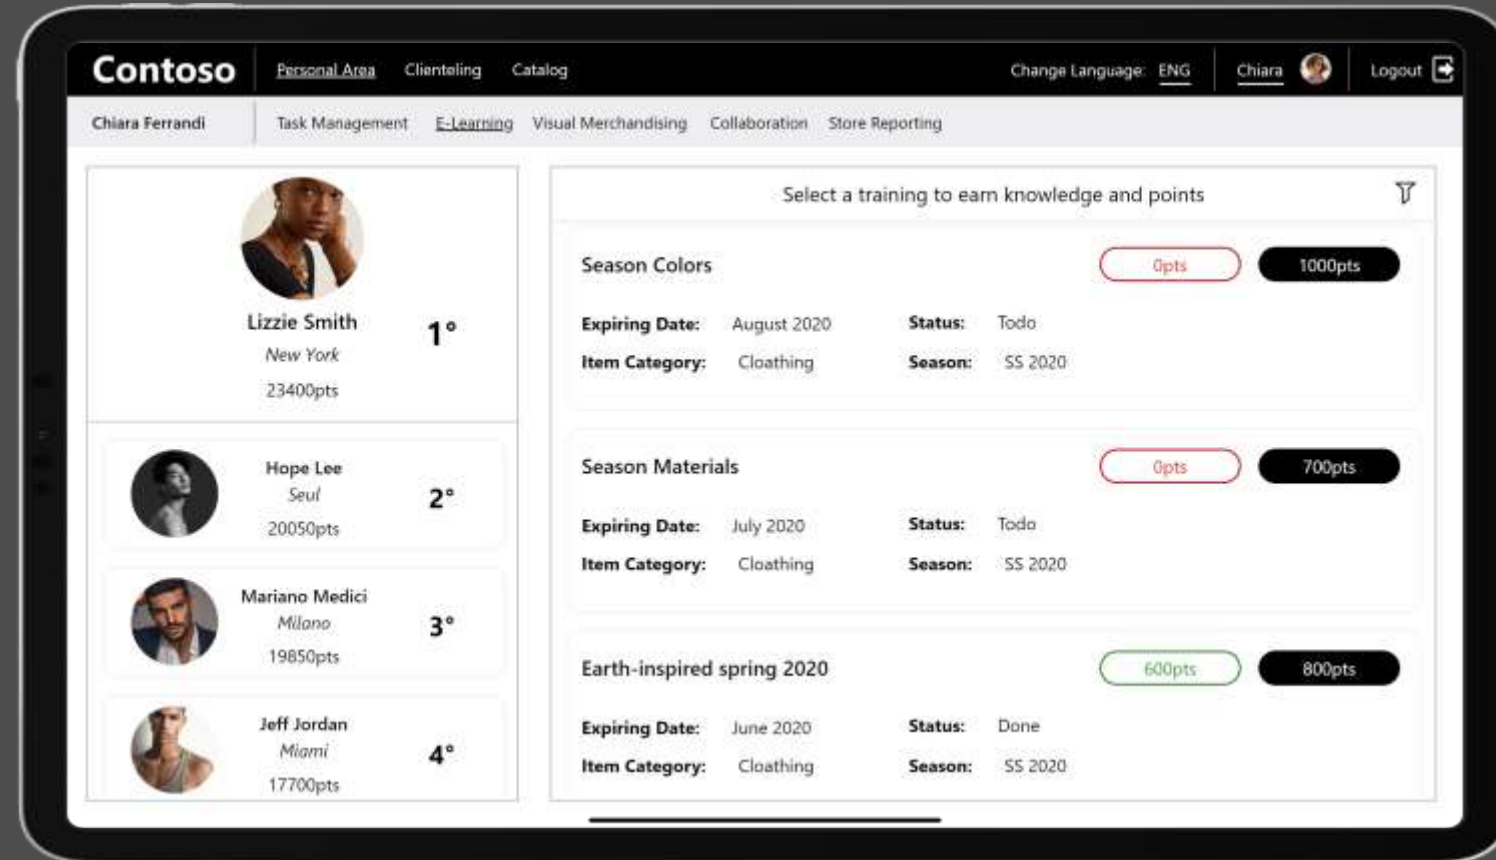 Contoso
Personal Area
Clienteling
Catalog
Change Language: ENG
Chiara
Logout
Chiara Ferrandi
Task Management
E-Learning
Visual Merchandising
Collaboration
Store Reporting
Lizzie Smith
New York
23400pts
1°
Hope Lee
Seul
20050pts
2°
Mariano Medici
Milano
19850pts
3°
Jeff Jordan
Miami
17700pts
4°
Select a training to earn knowledge and points
Season Colors
0pts
1000pts
Expiring Date: August 2020
Status: Todo
Item Category: Cloathing
Season: SS 2020
Season Materials
0pts
700pts
Expiring Date: July 2020
Status: Todo
Item Category: Cloathing
Season: SS 2020
Earth-inspired spring 2020
600pts
800pts
Expiring Date: June 2020
Status: Done
Item Category: Cloathing
Season: SS 2020